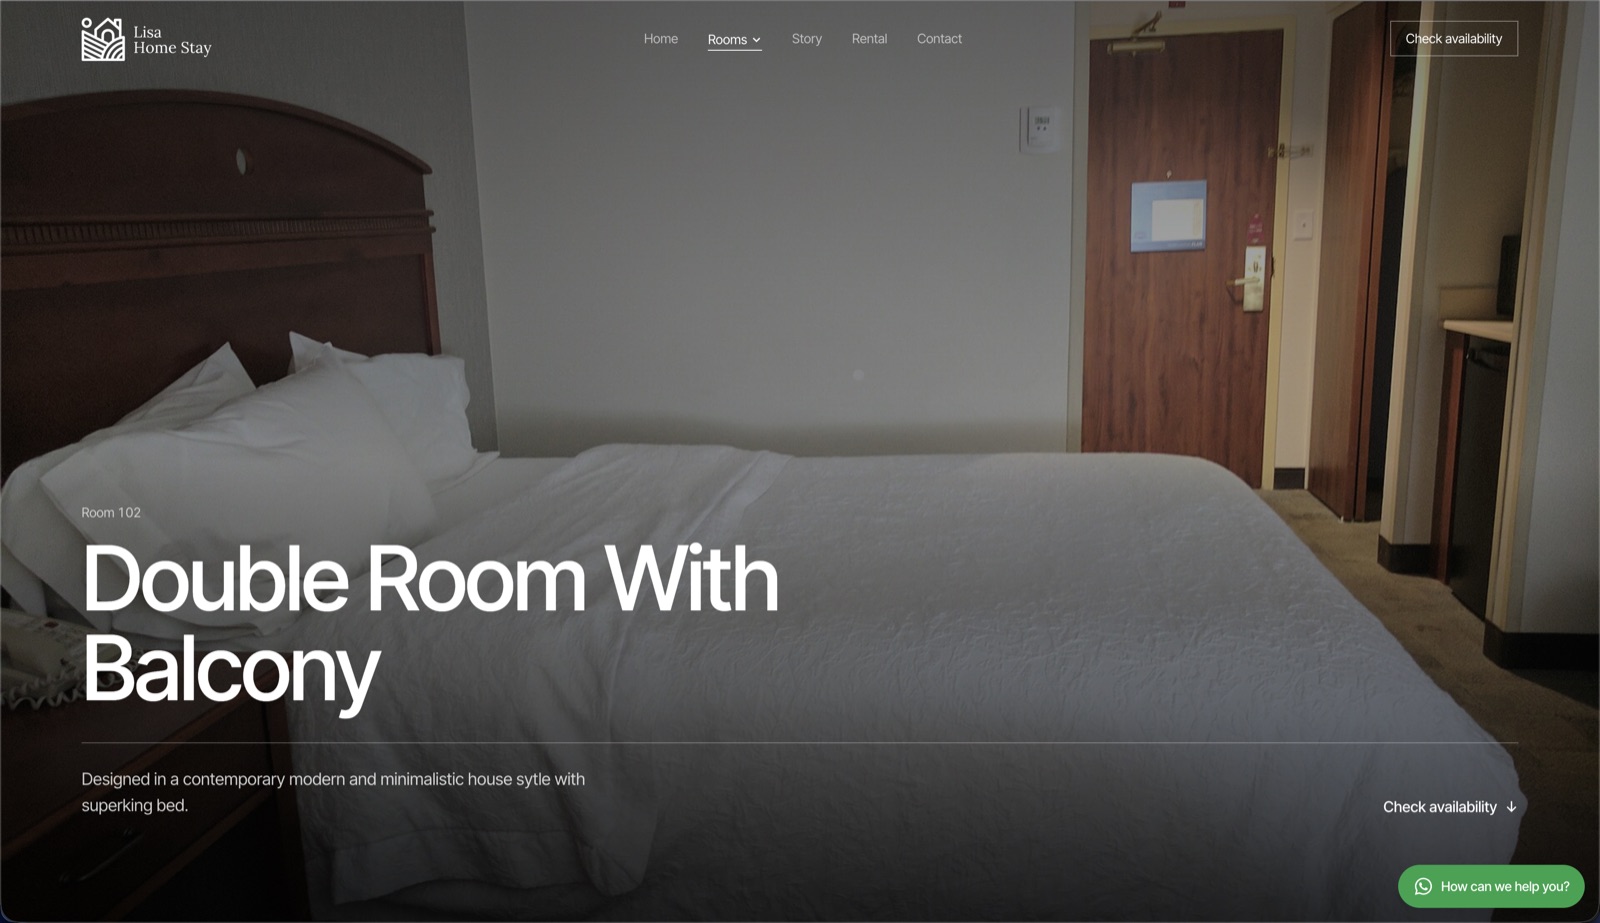 Lisa
Home Stay
Home
Rooms
Story
Rental
Contact
Check availability
Room 102
Double Room With
Balcony
Designed in a contemporary modern and minimalistic house sytle with
superking bed.
Check availability ↓
How can we help you?